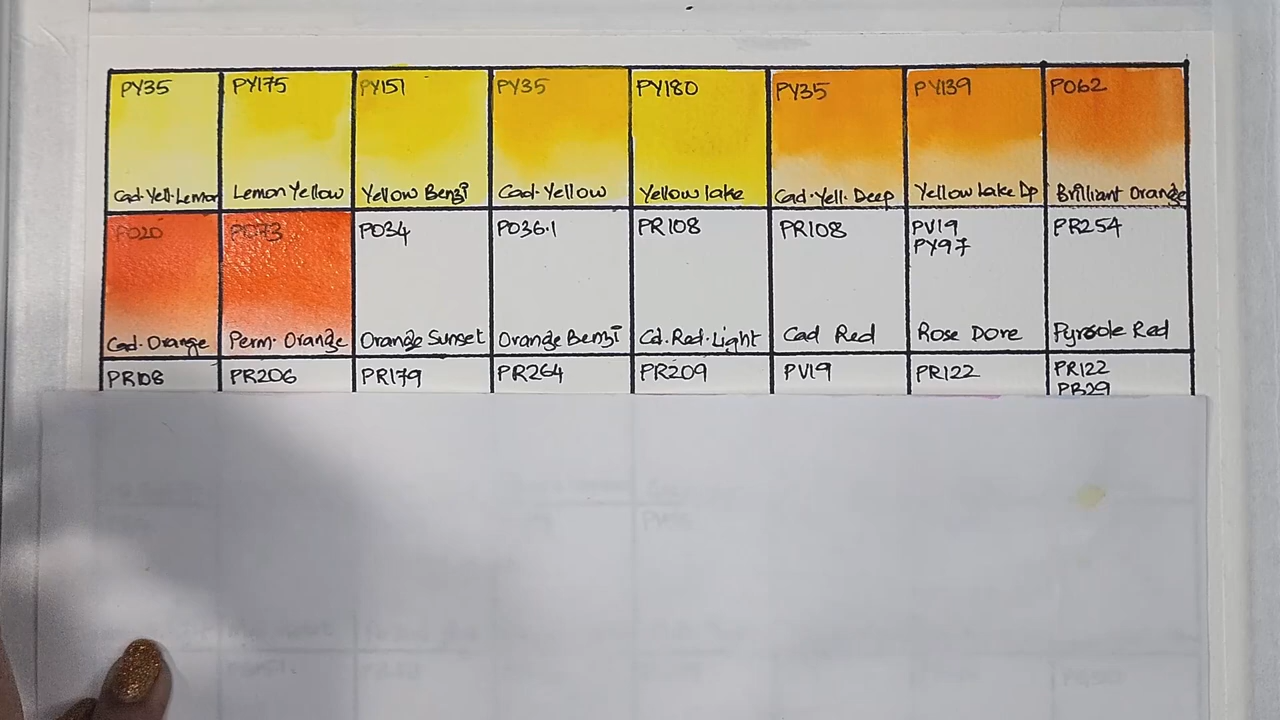 PY35 PY175 PY151 PY35 PY180 PY35 PY139 PO62
Cad-Yell-Lemon Lemon Yellow Yellow Benzi Cad-Yellow Yellow lake Cad-Yell-Deep Yellow Lake Dp Brilliant Orange
PO20 PO73 PO34 PO36.1 PR108 PR108 PV19 PR254
PY97
Cad-Orange Perm. Orange Orange Sunset Orange Benzi Cd.Rad.Light Cad Red Rose Dore Pyrrole Red
PR108 PR206 PR179 PR264 PR209 PV19 PR122 PR122
PB29